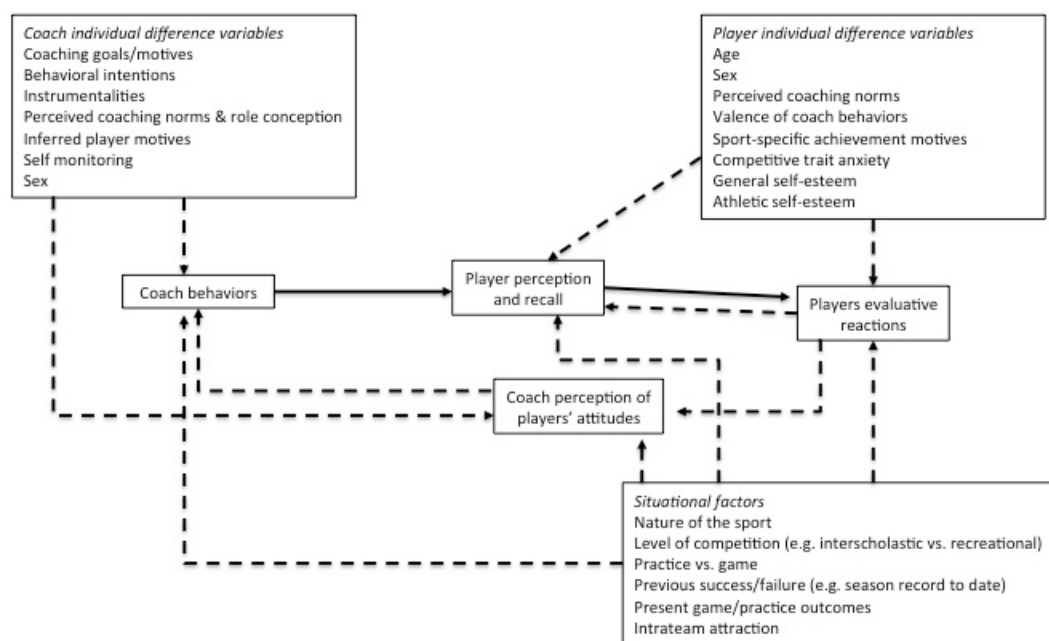 Coach individual difference variables
Coaching goals/motives
Behavioral intentions
Instrumentalities
Perceived coaching norms & role conception
Inferred player motives
Self monitoring
Sex
Player individual difference variables
Age
Sex
Perceived coaching norms
Valence of coach behaviors
Sport-specific achievement motives
Competitive trait anxiety
General self-esteem
Athletic self-esteem
Coach behaviors
Player perception
and recall
Players evaluative
reactions
Coach perception of
players' attitudes
Situational factors
Nature of the sport
Level of competition (e.g. interscholastic vs. recreational)
Practice vs. game
Previous success/failure (e.g. season record to date)
Present game/practice outcomes
Intrateam attraction